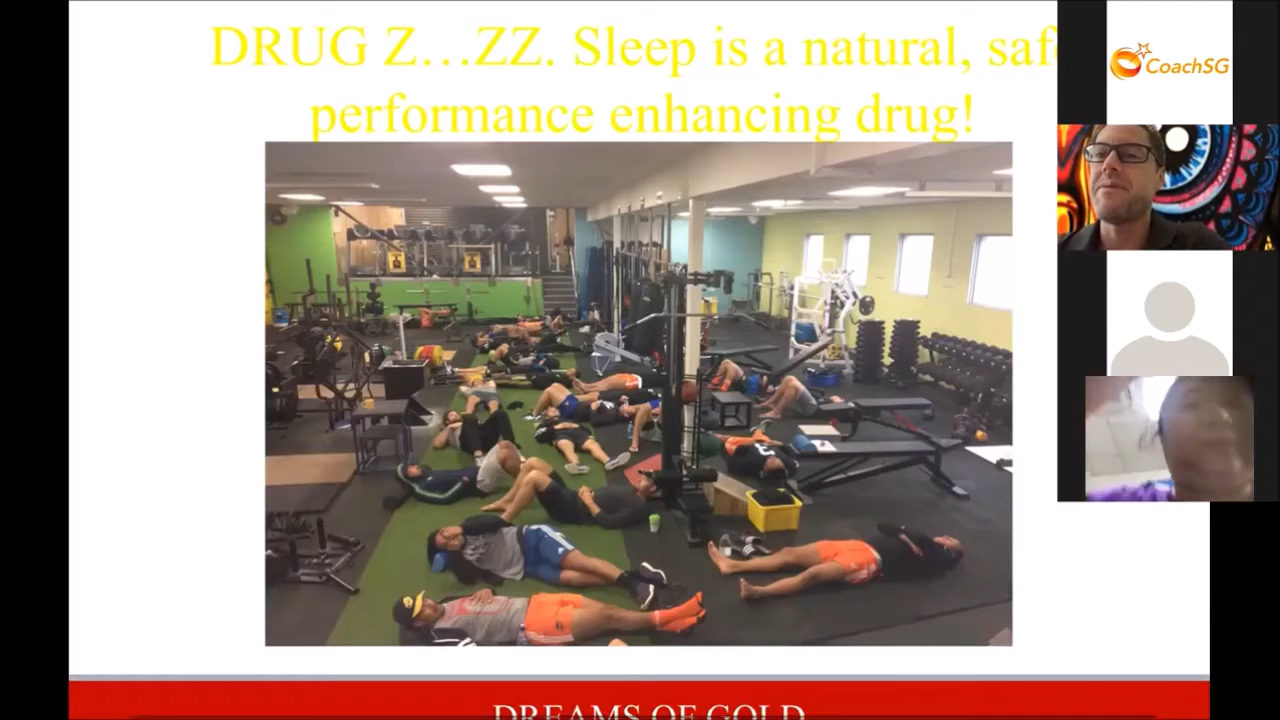 DRUG Z...ZZ. Sleep is a natural, saf
performance enhancing drug!
CoachSG
DREAMS OF GOLD